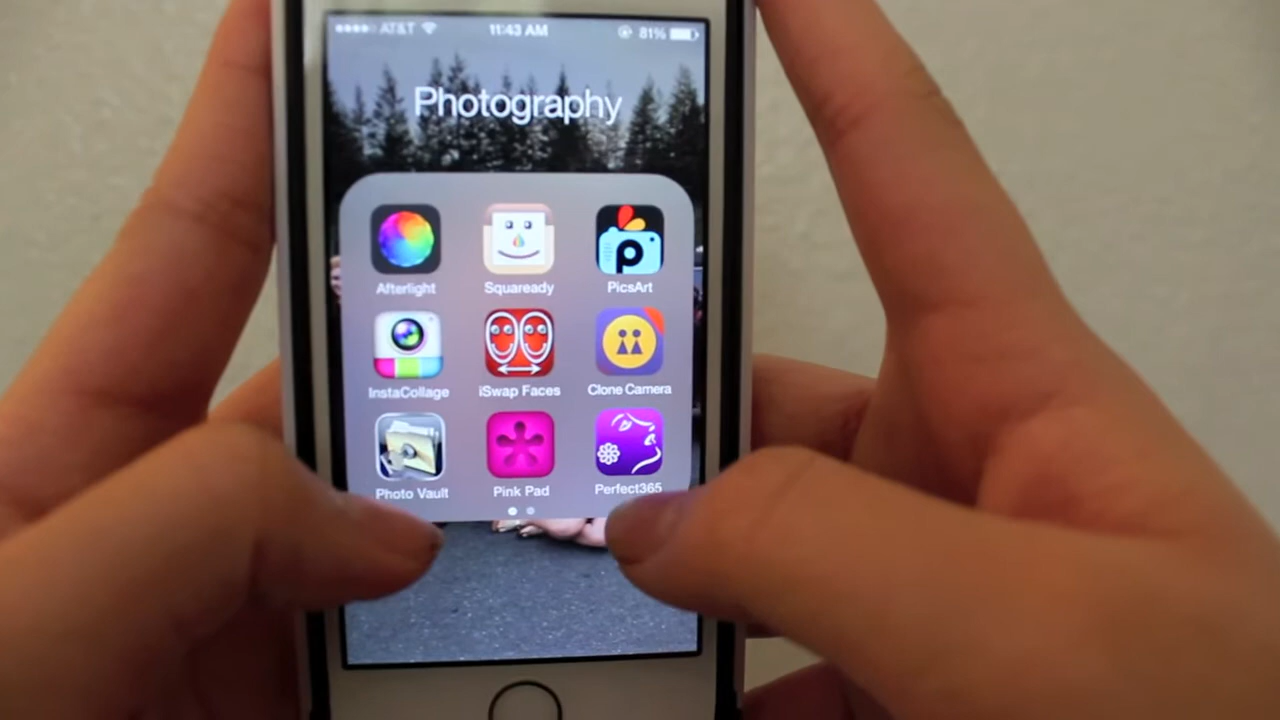 AT&T 11:43 AM 81%
Photography
Afterlight Squaready PicsArt
InstaCollage iSwap Faces Clone Camera
Photo Vault Pink Pad Perfect365